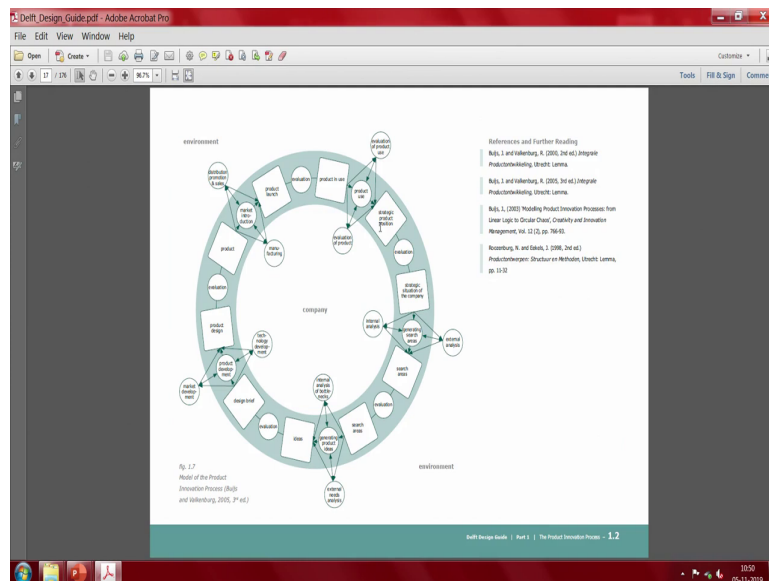 Delft_Design_Guide.pdf - Adobe Acrobat Pro
File Edit View Window Help
Open Create Customize
17 / 176 96.7% Tools Fill & Sign Comme
environment
evaluation
of product
use
distribution
promotion
& sales
product
launch
evaluation
product in use
product
use
market
intro-
duction
strategic
product
position
manu-
facturing
evaluation
of product
product
evaluation
evaluation
strategic
situation of
the company
company
product
design
internal
analysis
generating
search
areas
external
analysis
tech-
nology
develop-
ment
product
develop-
ment
search
areas
market
develop-
ment
internal
analysis
of bottle-
necks
design brief
evaluation
evaluation
search
areas
ideas
generating
product
ideas
environment
external
needs
analysis
fig. 1.7
Model of the Product
Innovation Process (Buijs
and Valkenburg, 2005, 3rd ed.)
References and Further Reading
Buijs, J. and Valkenburg, R. (2000, 2nd ed.) Integrale
Productontwikkeling, Utrecht: Lemma.
Buijs, J. and Valkenburg, R. (2005, 3rd ed.) Integrale
Productontwikkeling, Utrecht: Lemma.
Buijs, J., (2003) 'Modelling Product Innovation Processes: from
Linear Logic to Circular Chaos', Creativity and Innovation
Management, Vol. 12 (2), pp. 766-93.
Roozenburg, N. and Eekels, J. (1998, 2nd ed.)
Productontwerpen: Structuur en Methoden, Utrecht: Lemma,
pp. 11-32
Delft Design Guide | Part 1 | The Product Innovation Process – 1.2
10:50
05-11-2019